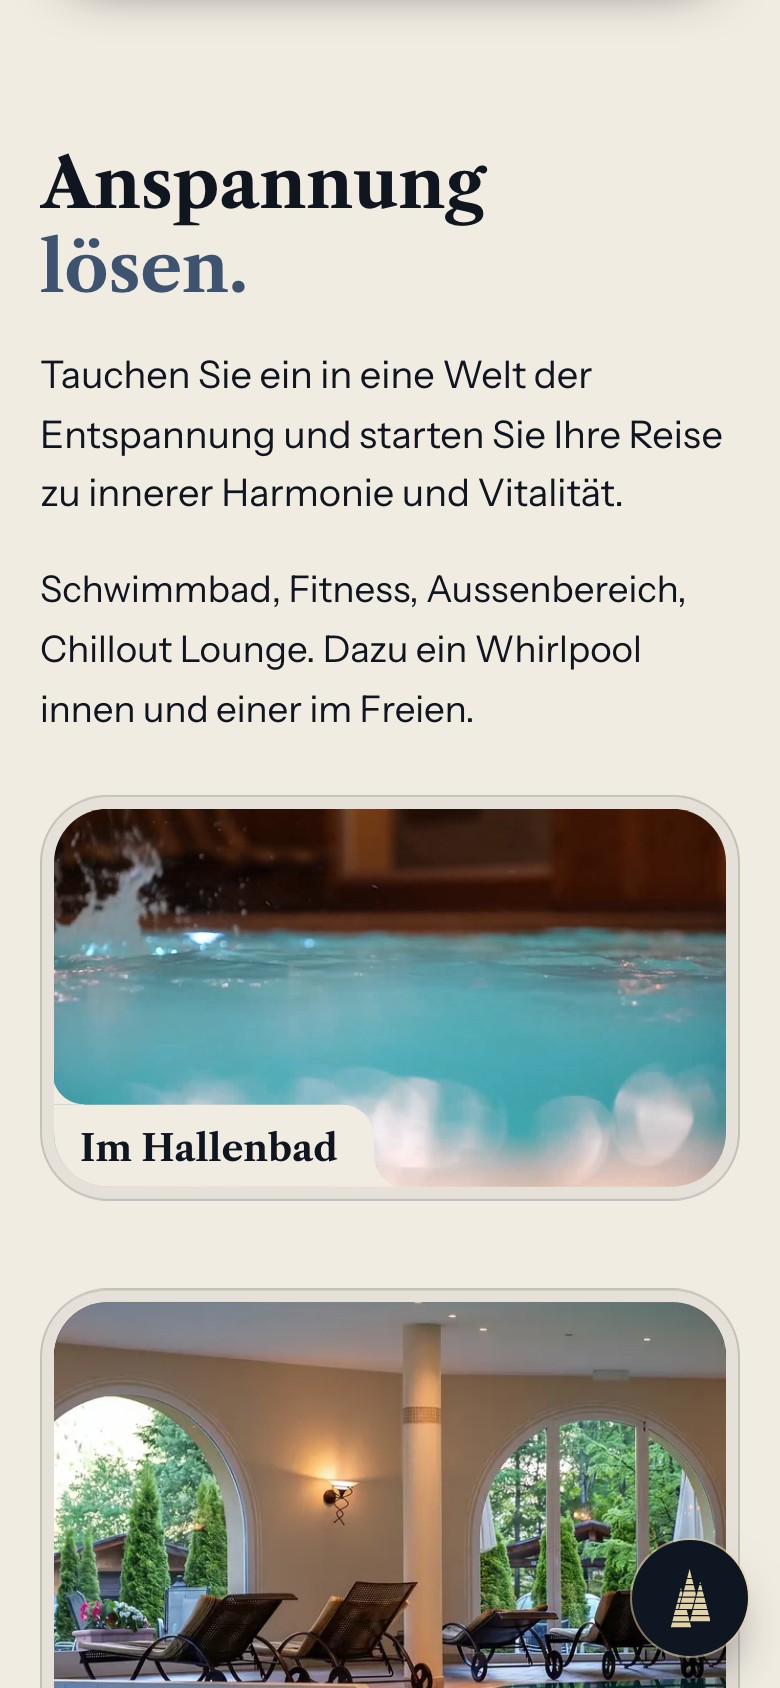 Anspannung
lösen.
Tauchen Sie ein in eine Welt der
Entspannung und starten Sie Ihre Reise
zu innerer Harmonie und Vitalität.
Schwimmbad, Fitness, Aussenbereich,
Chillout Lounge. Dazu ein Whirlpool
innen und einer im Freien.
Im Hallenbad